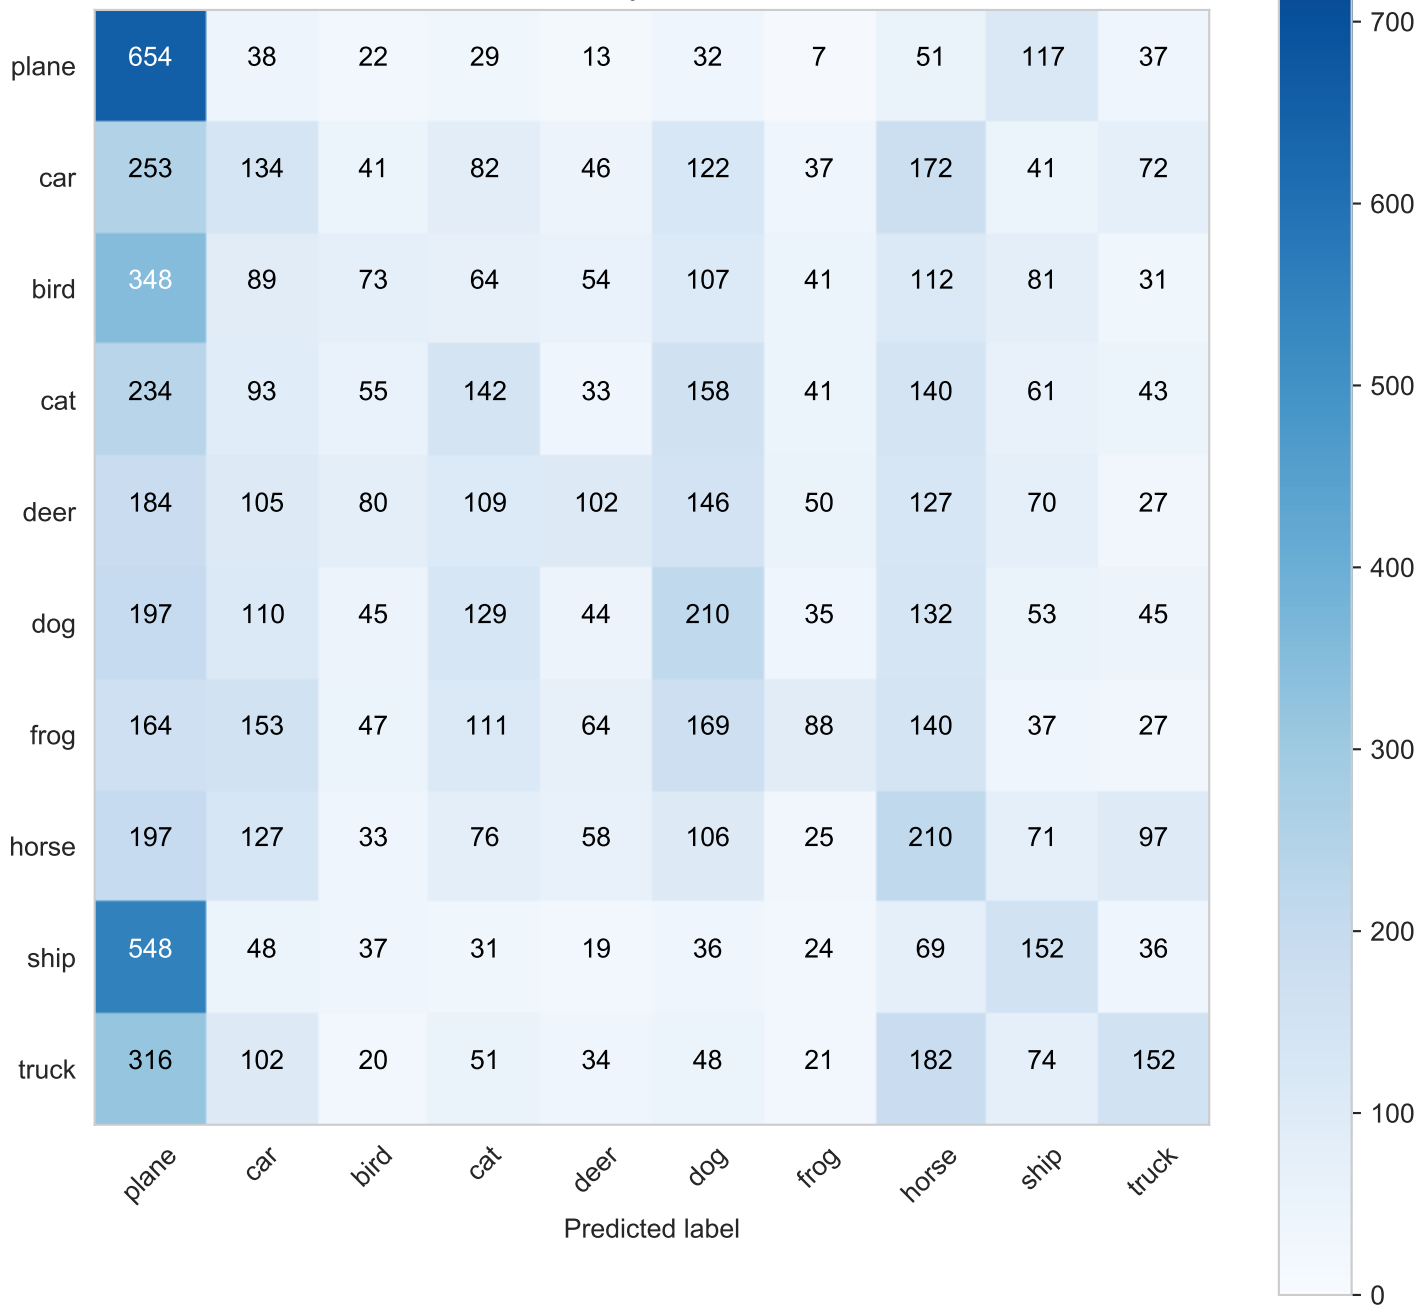 plane 654 38 22 29 13 32 7 51 117 37
car 253 134 41 82 46 122 37 172 41 72
bird 348 89 73 64 54 107 41 112 81 31
cat 234 93 55 142 33 158 41 140 61 43
deer 184 105 80 109 102 146 50 127 70 27
dog 197 110 45 129 44 210 35 132 53 45
frog 164 153 47 111 64 169 88 140 37 27
horse 197 127 33 76 58 106 25 210 71 97
ship 548 48 37 31 19 36 24 69 152 36
truck 316 102 20 51 34 48 21 182 74 152
plane car bird cat deer dog frog horse ship truck
Predicted label
700
600
500
400
300
200
100
0